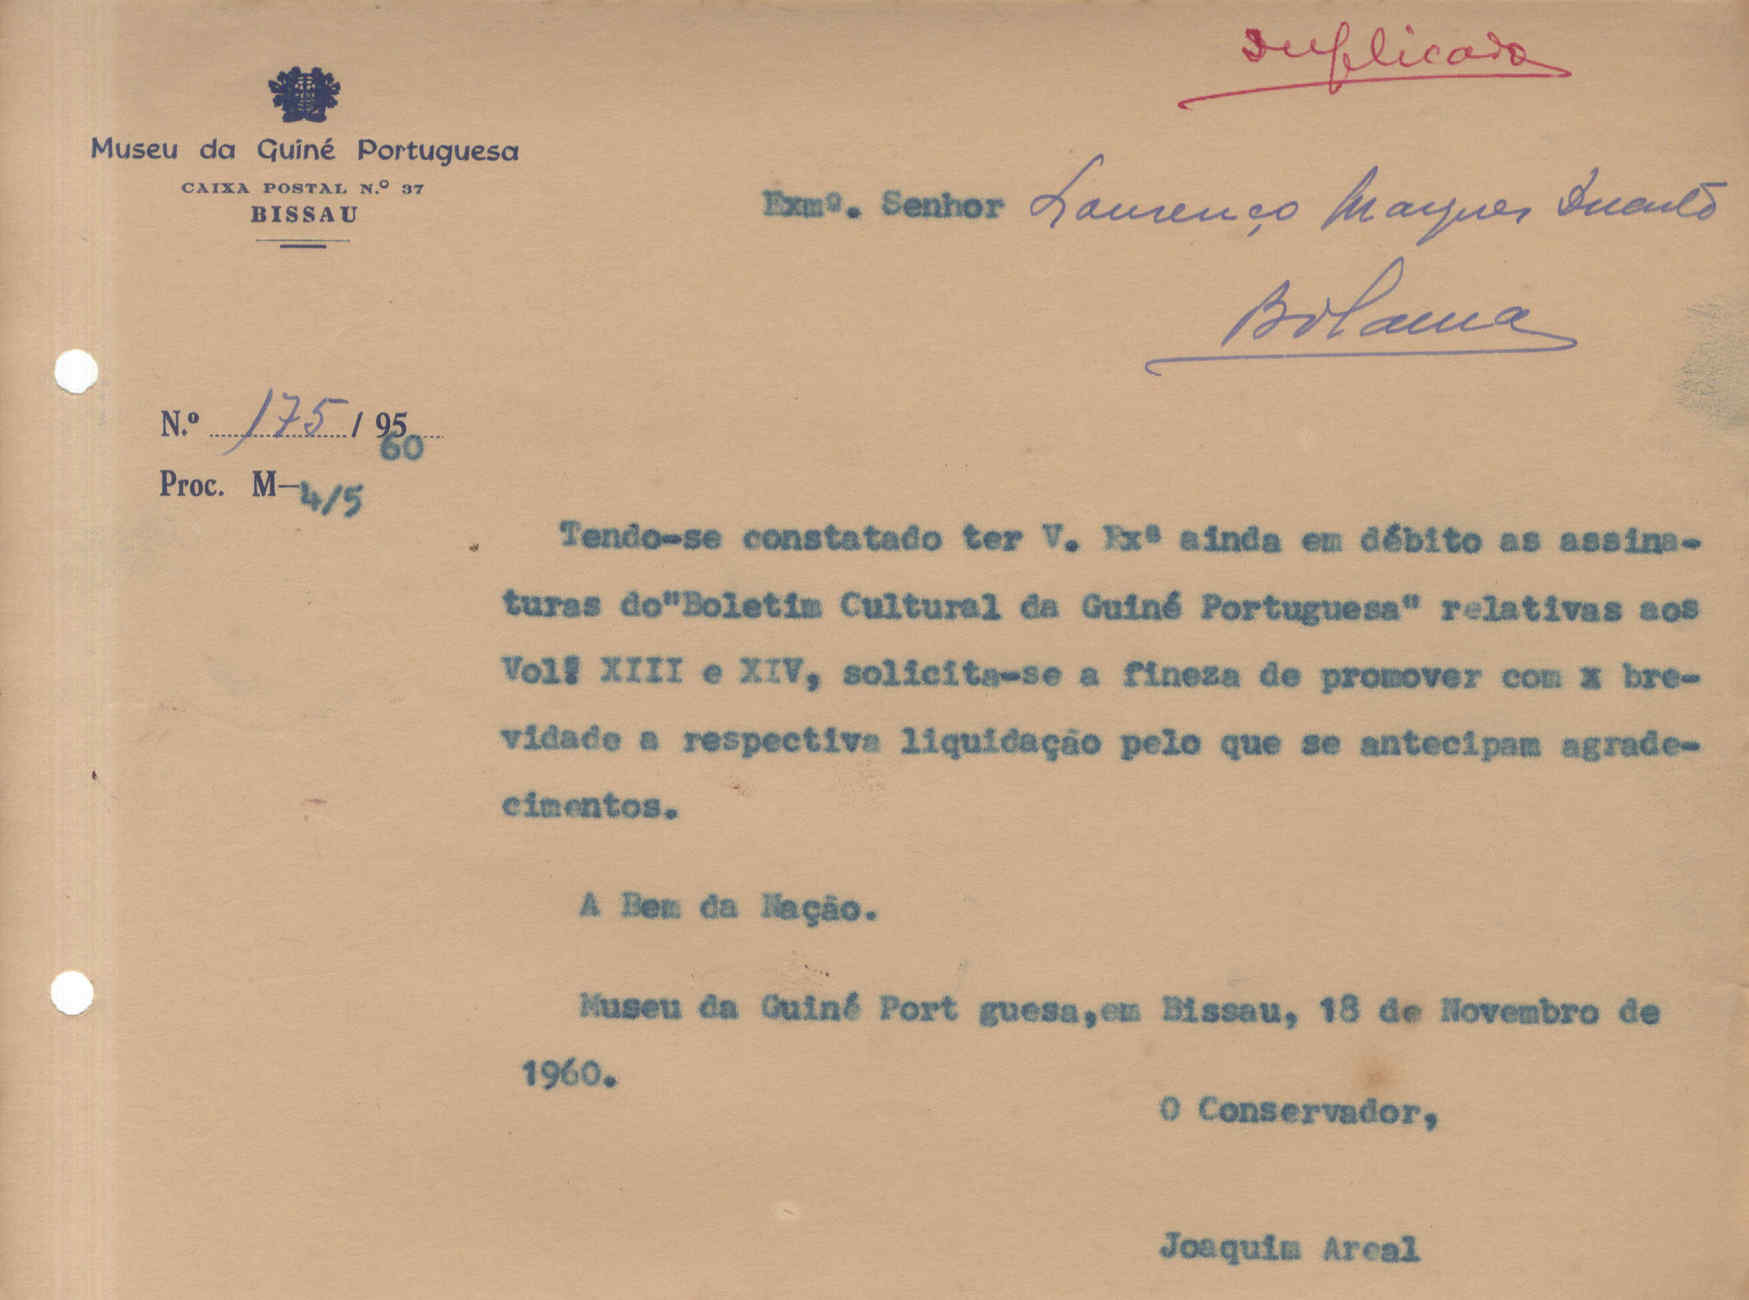 Duplicado
Museu da Guiné Portuguesa
CAIXA POSTAL N.º 37
BISSAU
Exmº. Senhor Lourenço Marques Duarte
Bolama
N.º 175 / 95
60
Proc. M-4/5
Tendo-se constatado ter V. Exª ainda em débito as assina-
turas do"Boletim Cultural da Guiné Portuguesa" relativas aos
Vols XIII e XIV, solicita-se a fineza de promover com x bre-
vidade a respectiva liquidação pelo que se antecipam agrade-
cimentos.
A Bem da Nação.
Museu da Guiné Port guesa,em Bissau, 18 de Novembro de
1960.
O Conservador,
Joaquim Areal